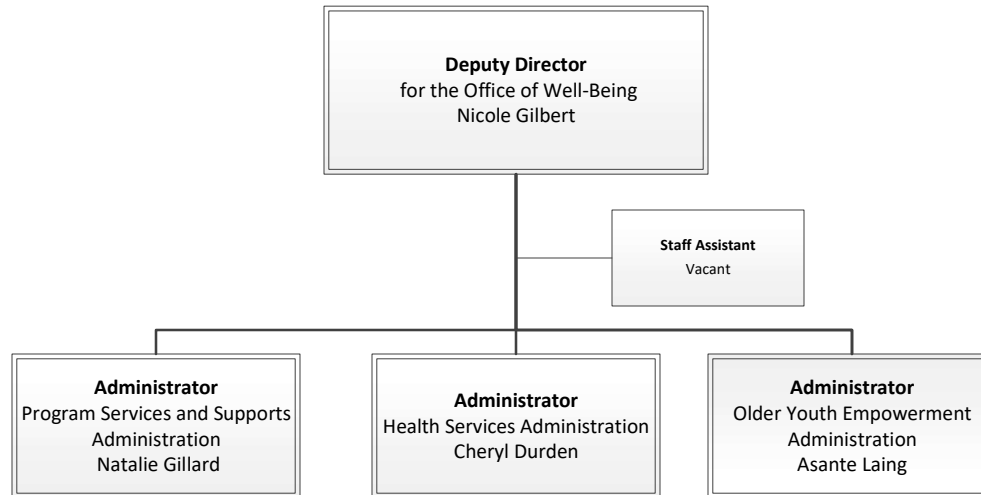 Deputy Director
for the Office of Well-Being
Nicole Gilbert
Staff Assistant
Vacant
Administrator
Program Services and Supports
Administration
Natalie Gillard
Administrator
Health Services Administration
Cheryl Durden
Administrator
Older Youth Empowerment
Administration
Asante Laing